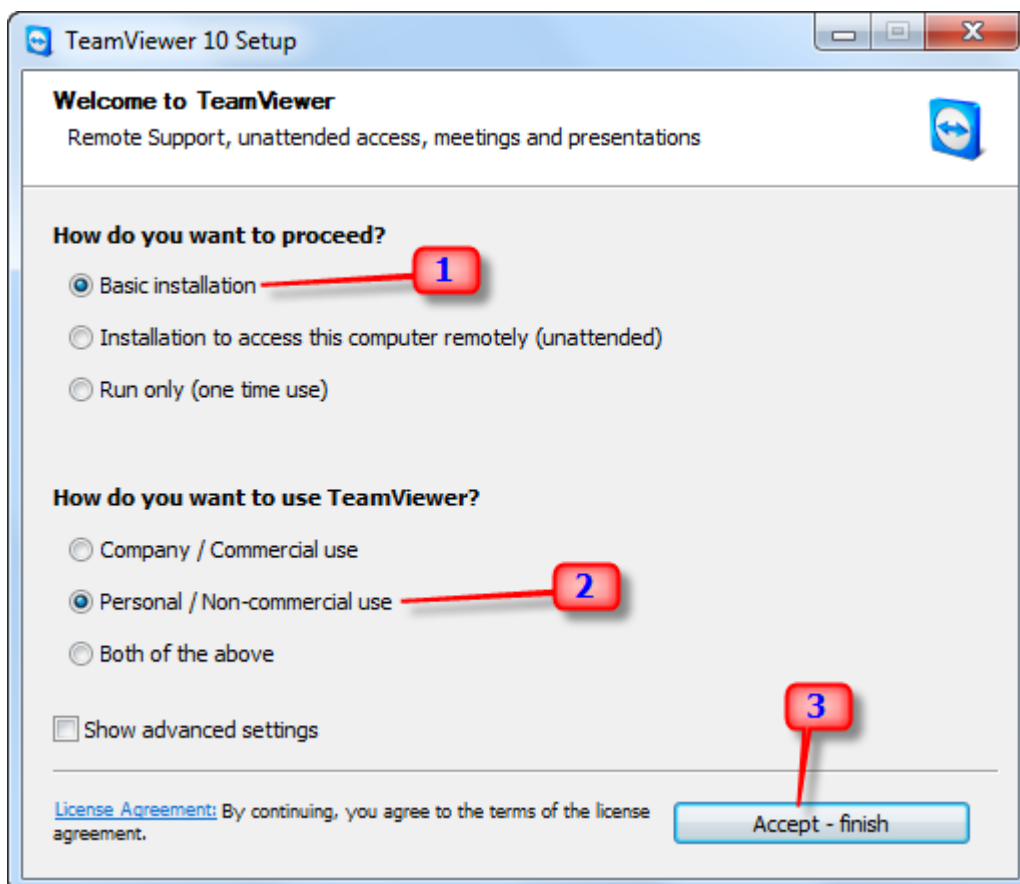 TeamViewer 10 Setup
Welcome to TeamViewer
Remote Support, unattended access, meetings and presentations
How do you want to proceed?
Basic installation
1
Installation to access this computer remotely (unattended)
Run only (one time use)
How do you want to use TeamViewer?
Company / Commercial use
Personal / Non-commercial use
2
Both of the above
Show advanced settings
3
License Agreement: By continuing, you agree to the terms of the license
agreement.
Accept - finish